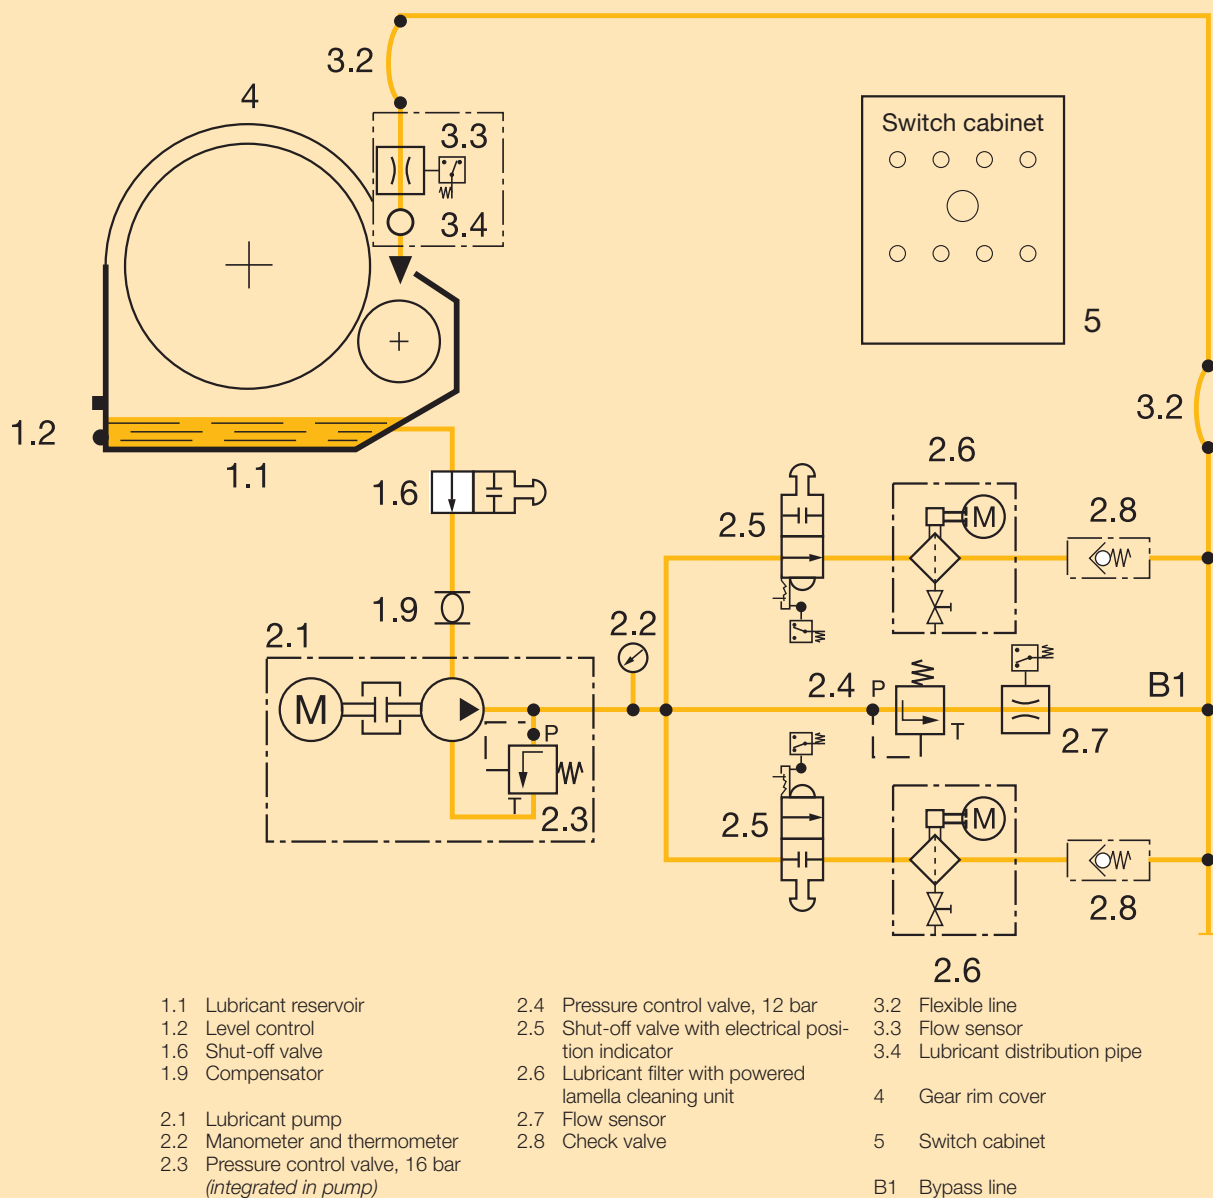 3.2
4
3.3
3.4
Switch cabinet
5
3.2
1.2
1.1
1.6
2.5
2.6
M
2.8
1.9
2.1
2.2
M
P
T
2.3
2.4
P
T
B1
2.7
2.5
M
2.8
2.6
1.1 Lubricant reservoir
1.2 Level control
1.6 Shut-off valve
1.9 Compensator
2.1 Lubricant pump
2.2 Manometer and thermometer
2.3 Pressure control valve, 16 bar
(integrated in pump)
2.4 Pressure control valve, 12 bar
2.5 Shut-off valve with electrical posi-
tion indicator
2.6 Lubricant filter with powered
lamella cleaning unit
2.7 Flow sensor
2.8 Check valve
3.2 Flexible line
3.3 Flow sensor
3.4 Lubricant distribution pipe
4 Gear rim cover
5 Switch cabinet
B1 Bypass line